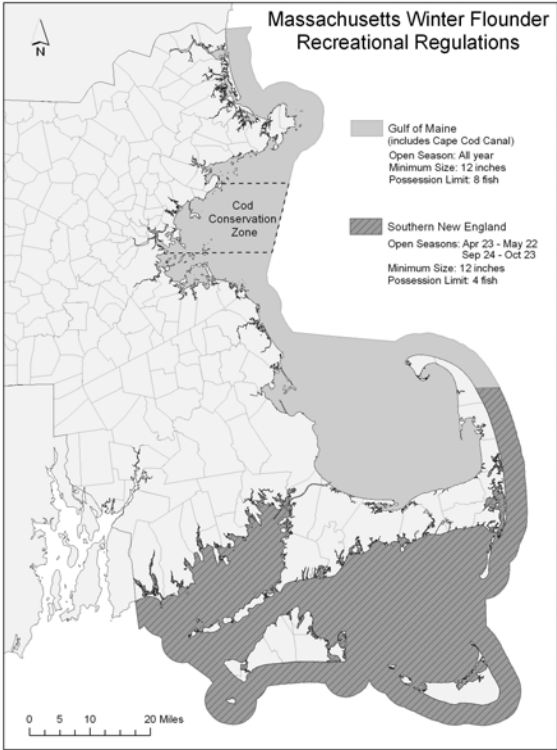 Massachusetts Winter Flounder
Recreational Regulations
N
Gulf of Maine
(includes Cape Cod Canal)
Open Season: All year
Minimum Size: 12 inches
Possession Limit: 8 fish
Cod
Conservation
Zone
Southern New England
Open Seasons: Apr 23 - May 22
Sep 24 - Oct 23
Minimum Size: 12 inches
Possession Limit: 4 fish
0 5 10 20 Miles